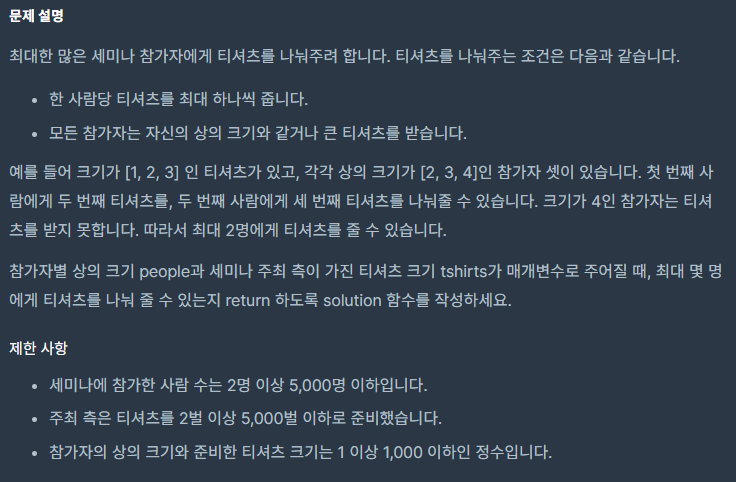 문제 설명
최대한 많은 세미나 참가자에게 티셔츠를 나눠주려 합니다. 티셔츠를 나눠주는 조건은 다음과 같습니다.
• 한 사람당 티셔츠를 최대 하나씩 줍니다.
• 모든 참가자는 자신의 상의 크기와 같거나 큰 티셔츠를 받습니다.
예를 들어 크기가 [1, 2, 3] 인 티셔츠가 있고, 각각 상의 크기가 [2, 3, 4]인 참가자 셋이 있습니다. 첫 번째 사
람에게 두 번째 티셔츠를, 두 번째 사람에게 세 번째 티셔츠를 나눠줄 수 있습니다. 크기가 4인 참가자는 티셔
츠를 받지 못합니다. 따라서 최대 2명에게 티셔츠를 줄 수 있습니다.
참가자별 상의 크기 people과 세미나 주최 측이 가진 티셔츠 크기 tshirts가 매개변수로 주어질 때, 최대 몇 명
에게 티셔츠를 나눠 줄 수 있는지 return 하도록 solution 함수를 작성하세요.
제한 사항
• 세미나에 참가한 사람 수는 2명 이상 5,000명 이하입니다.
• 주최 측은 티셔츠를 2벌 이상 5,000벌 이하로 준비했습니다.
• 참가자의 상의 크기와 준비한 티셔츠 크기는 1 이상 1,000 이하인 정수입니다.